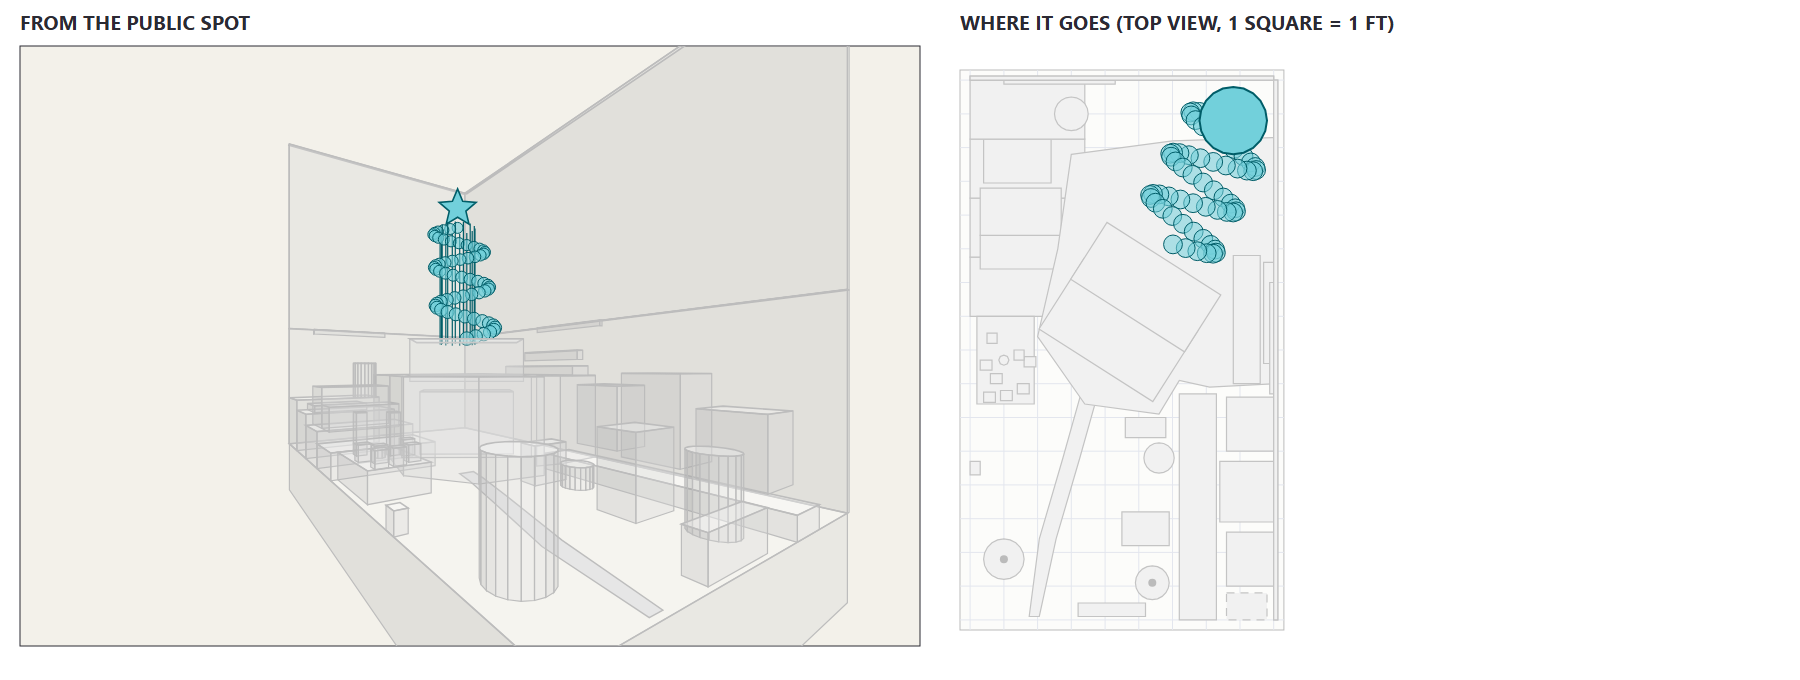 FROM THE PUBLIC SPOT
WHERE IT GOES (TOP VIEW, 1 SQUARE = 1 FT)